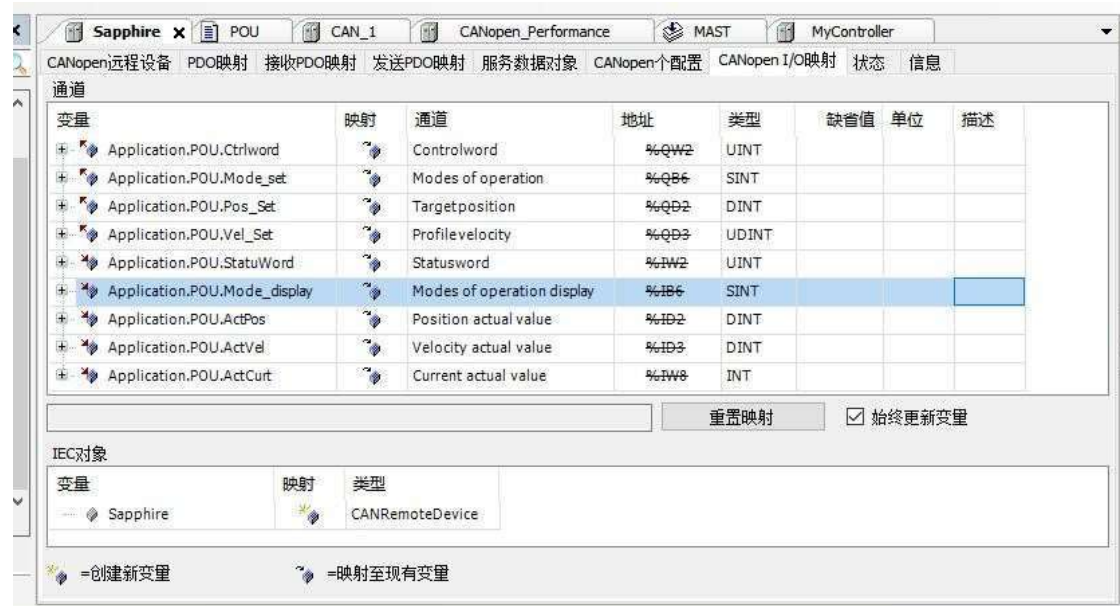 Sapphire POU CAN_1 CANopen_Performance MAST MyController
CANopen远程设备 PDO映射 接收PDO映射 发送PDO映射 服务数据对象 CANopen个配置 CANopen I/O映射 状态 信息
通道
变量 映射 通道 地址 类型 缺省值 单位 描述
Application.POU.Ctrlword Controlword %QW2 UINT
Application.POU.Mode_set Modes of operation %QB6 SINT
Application.POU.Pos_Set Targetposition %QD2 DINT
Application.POU.Vel_Set Profilevelocity %QD3 UDINT
Application.POU.StatuWord Statusword %IW2 UINT
Application.POU.Mode_display Modes of operation display %IB6 SINT
Application.POU.ActPos Position actual value %ID2 DINT
Application.POU.ActVel Velocity actual value %ID3 DINT
Application.POU.ActCurt Current actual value %IW8 INT
重置映射 始终更新变量
IEC对象
变量 映射 类型
Sapphire CANRemoteDevice
=创建新变量 =映射至现有变量